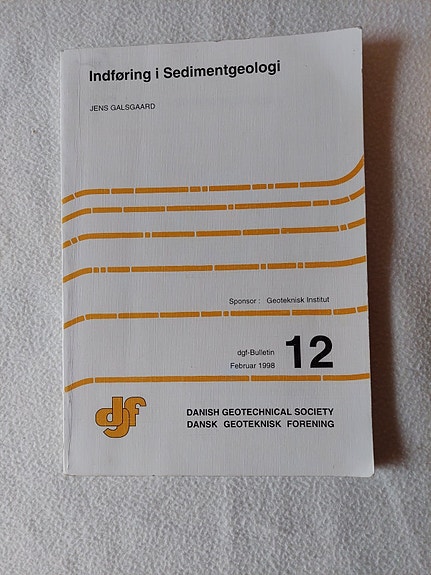 Indføring i Sedimentgeologi
JENS GALSGAARD
Sponsor : Geoteknisk Institut
dgf-Bulletin
Februar 1998
12
dgf
DANISH GEOTECHNICAL SOCIETY
DANSK GEOTEKNISK FORENING